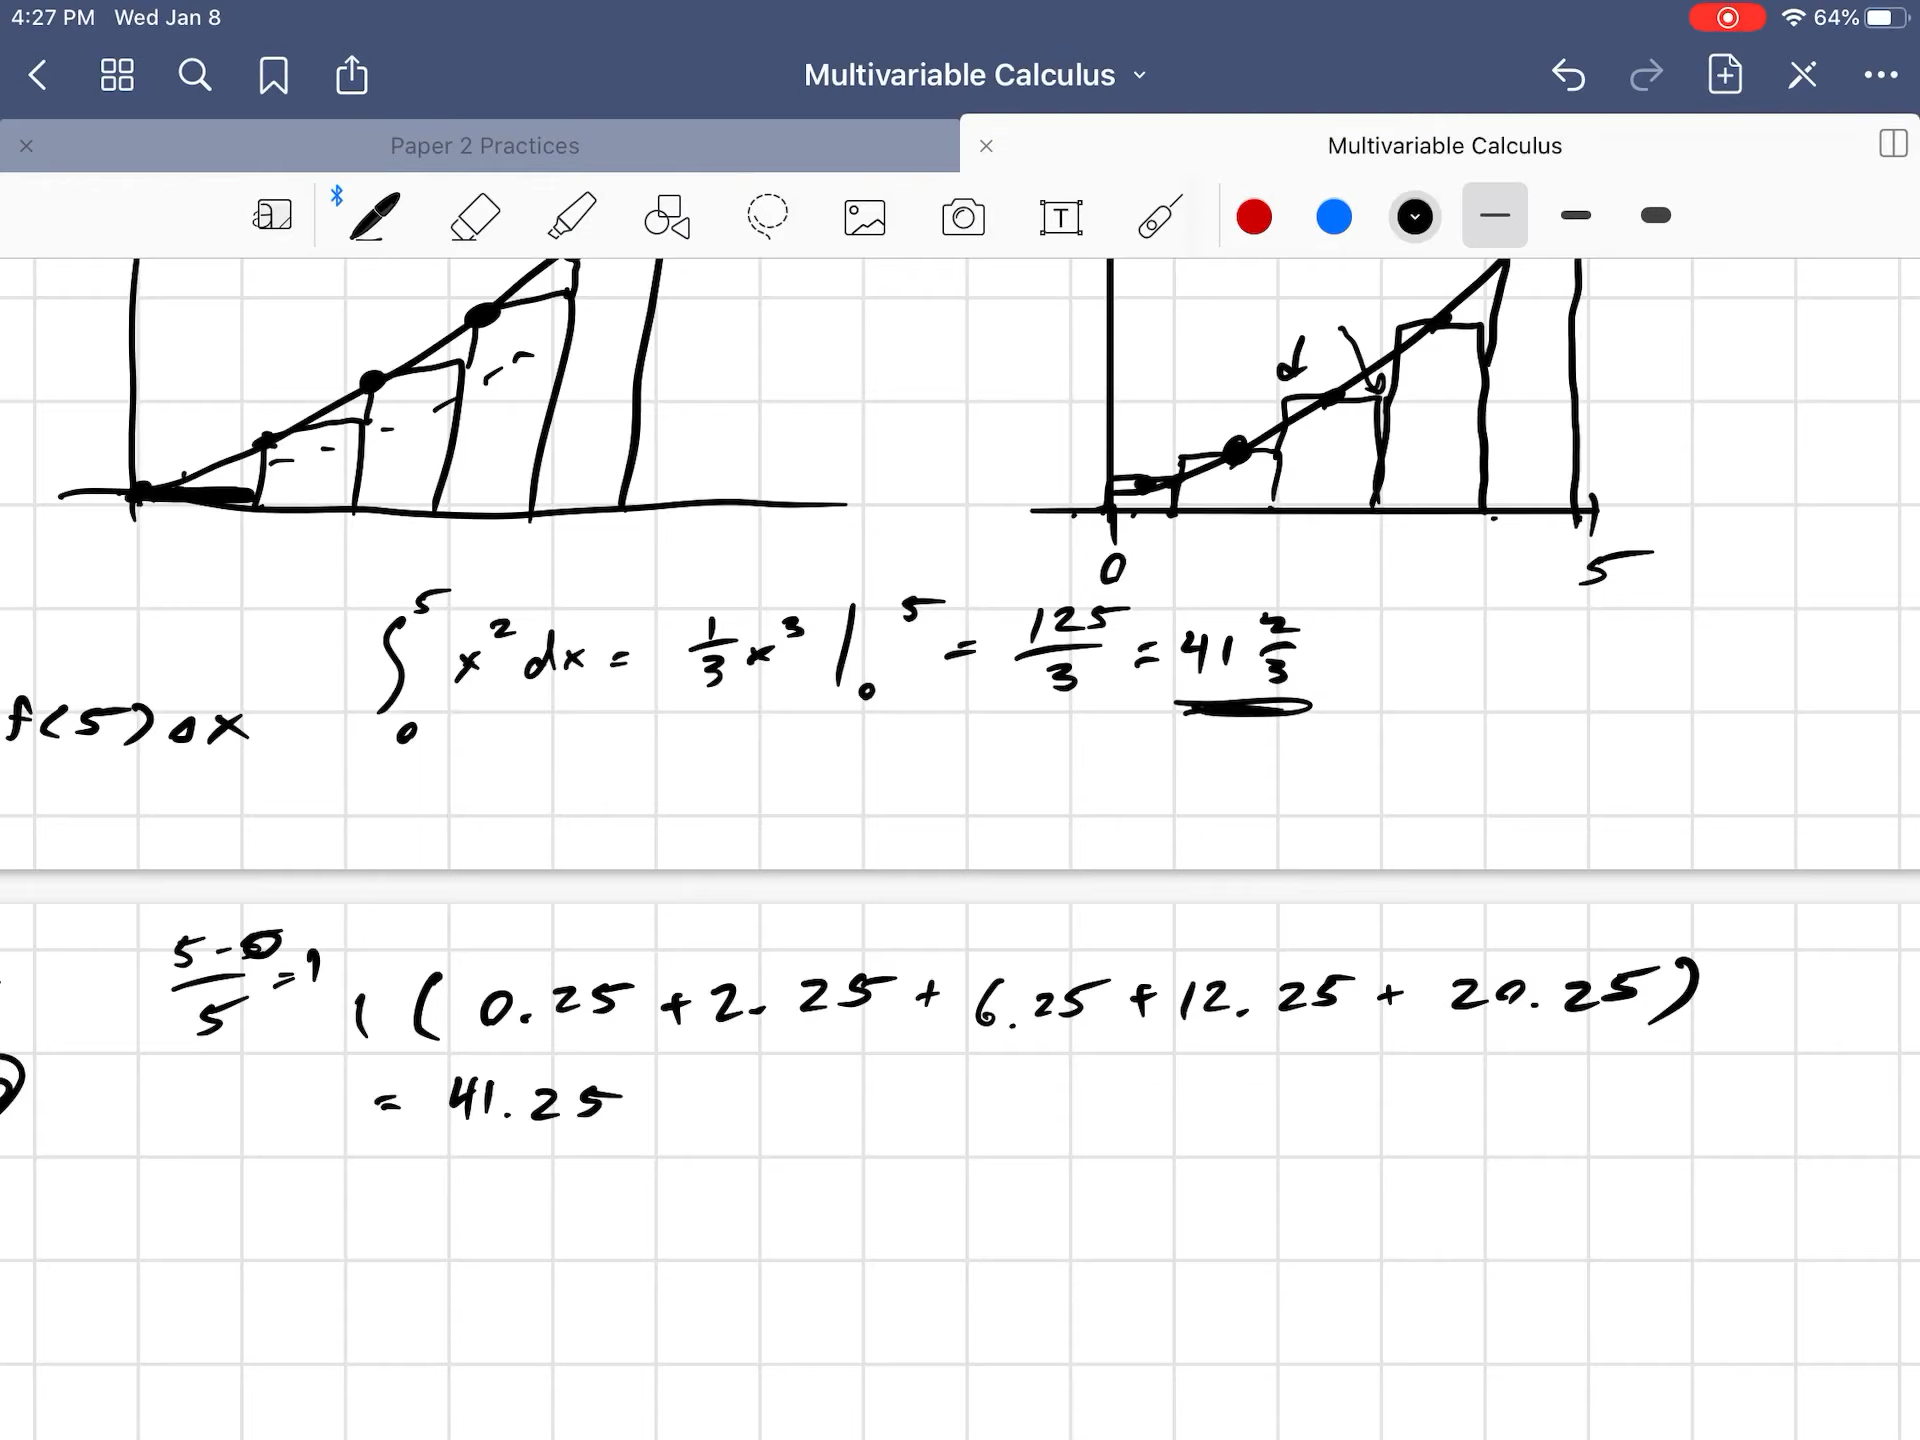 4:27 PM Wed Jan 8
64%
Multivariable Calculus
Paper 2 Practices
Multivariable Calculus
T
d
0 5
∫₀⁵ x² dx = 1/3 x³ |₀⁵ = 125/3 = 41 2/3
f(5)△x
(5-0)/5 = 1
1 ( 0.25 + 2.25 + 6.25 + 12.25 + 20.25)
= 41.25